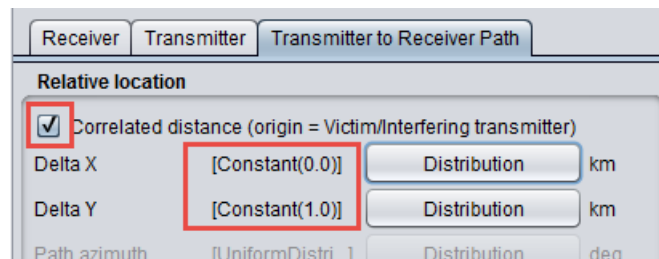 Receiver Transmitter Transmitter to Receiver Path
Relative location
Correlated distance (origin = Victim/Interfering transmitter)
Delta X [Constant(0.0)] Distribution km
Delta Y [Constant(1.0)] Distribution km
Path azimuth [UniformDistri...] Distribution deg